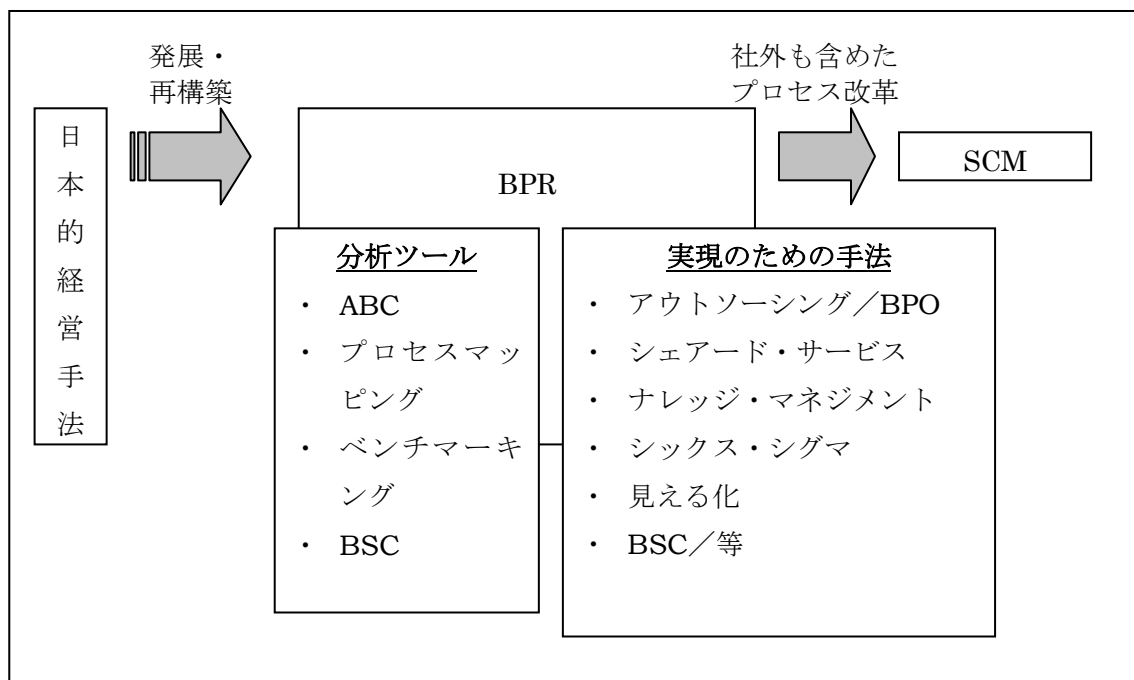 発展・
再構築
社外も含めた
プロセス改革
日本的経営手法
BPR
SCM
分析ツール
・ ABC
・ プロセスマッ
ピング
・ ベンチマーキ
ング
・ BSC
実現のための手法
・ アウトソーシング／BPO
・ シェアード・サービス
・ ナレッジ・マネジメント
・ シックス・シグマ
・ 見える化
・ BSC／等